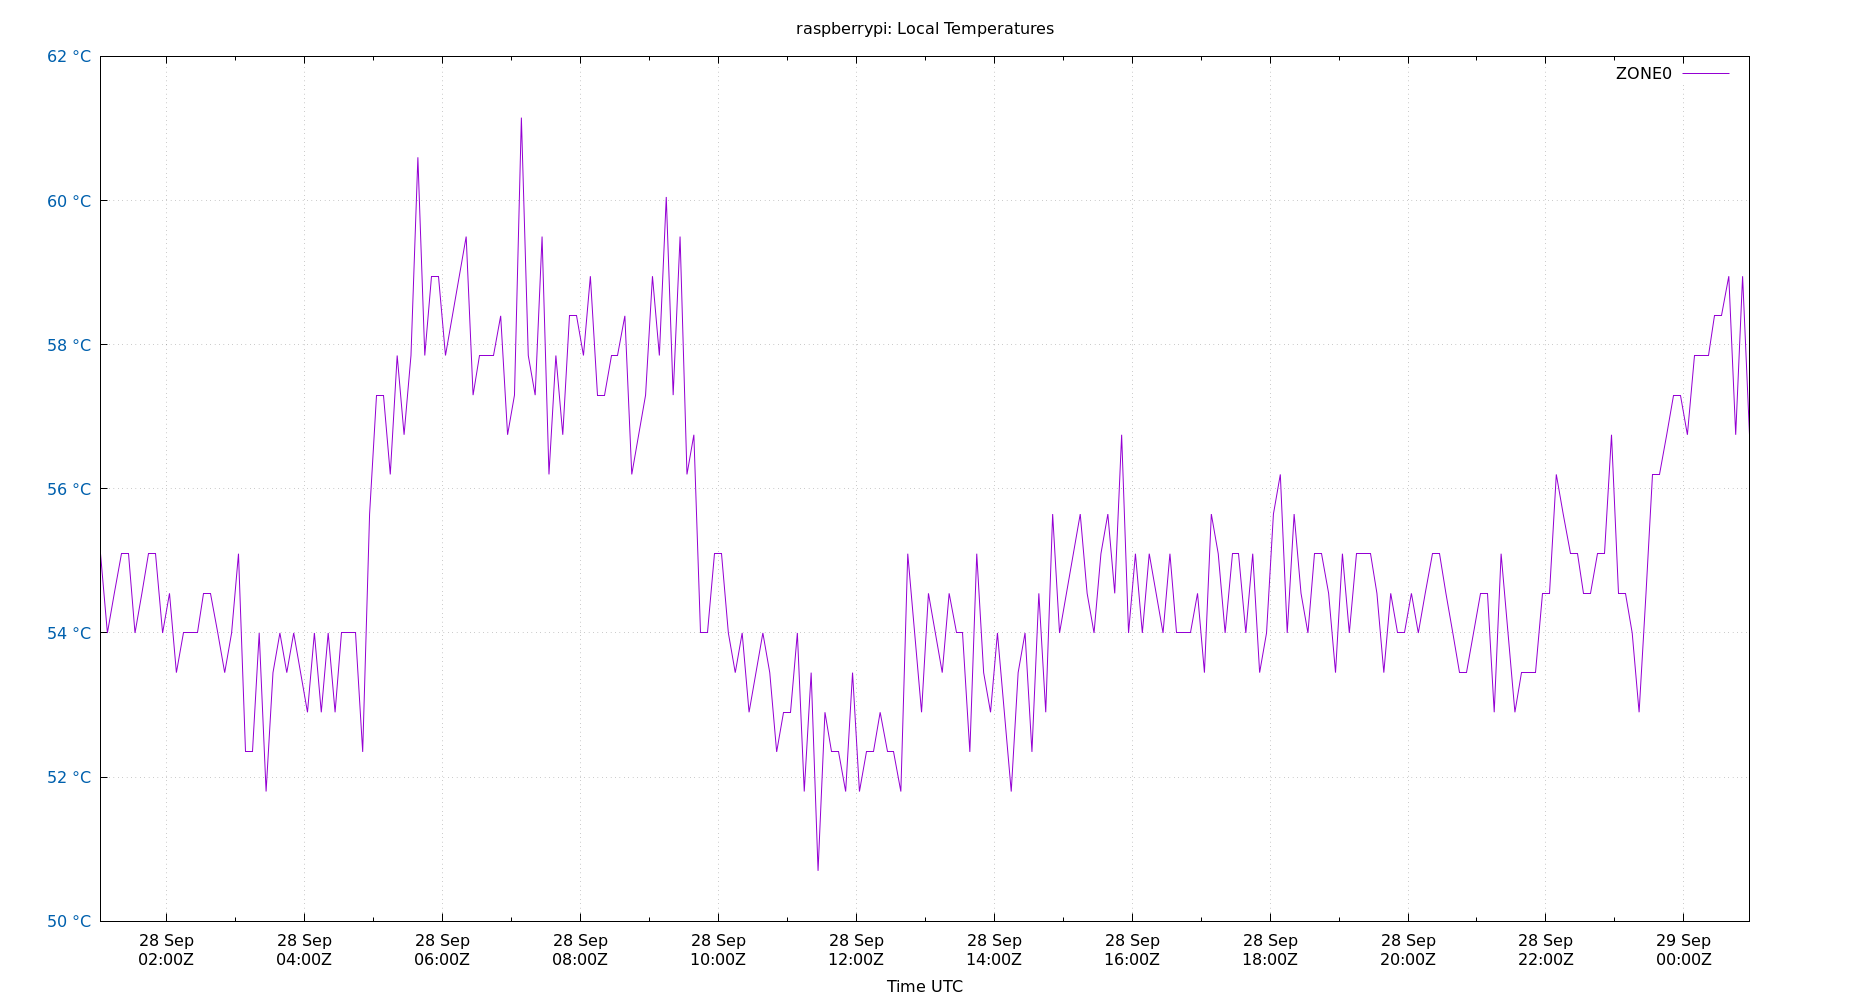 raspberrypi: Local Temperatures
62 °C
ZONE0
60 °C
58 °C
56 °C
54 °C
52 °C
50 °C
28 Sep 28 Sep 28 Sep 28 Sep 28 Sep 28 Sep 28 Sep 28 Sep 28 Sep 28 Sep 28 Sep 29 Sep
02:00Z 04:00Z 06:00Z 08:00Z 10:00Z 12:00Z 14:00Z 16:00Z 18:00Z 20:00Z 22:00Z 00:00Z
Time UTC